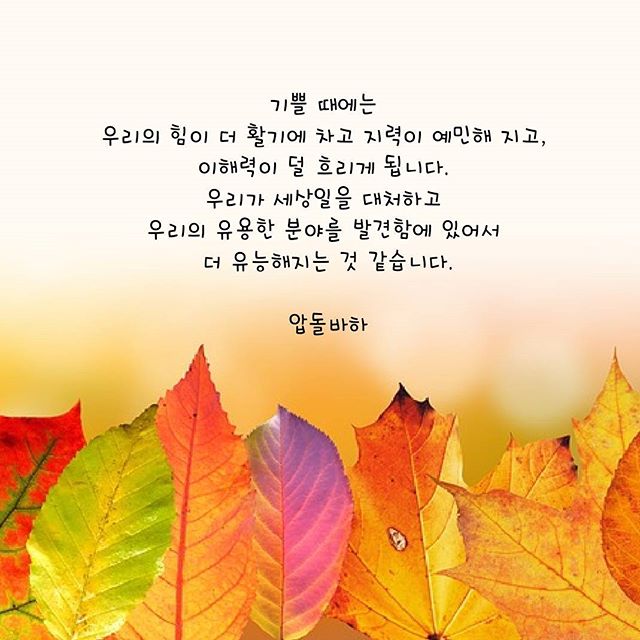 기쁠 때에는
우리의 힘이 더 활기에 차고 지력이 예민해 지고,
이해력이 덜 흐리게 됩니다.
우리가 세상일을 대처하고
우리의 유용한 분야를 발견함에 있어서
더 유능해지는 것 같습니다.
압돌바하